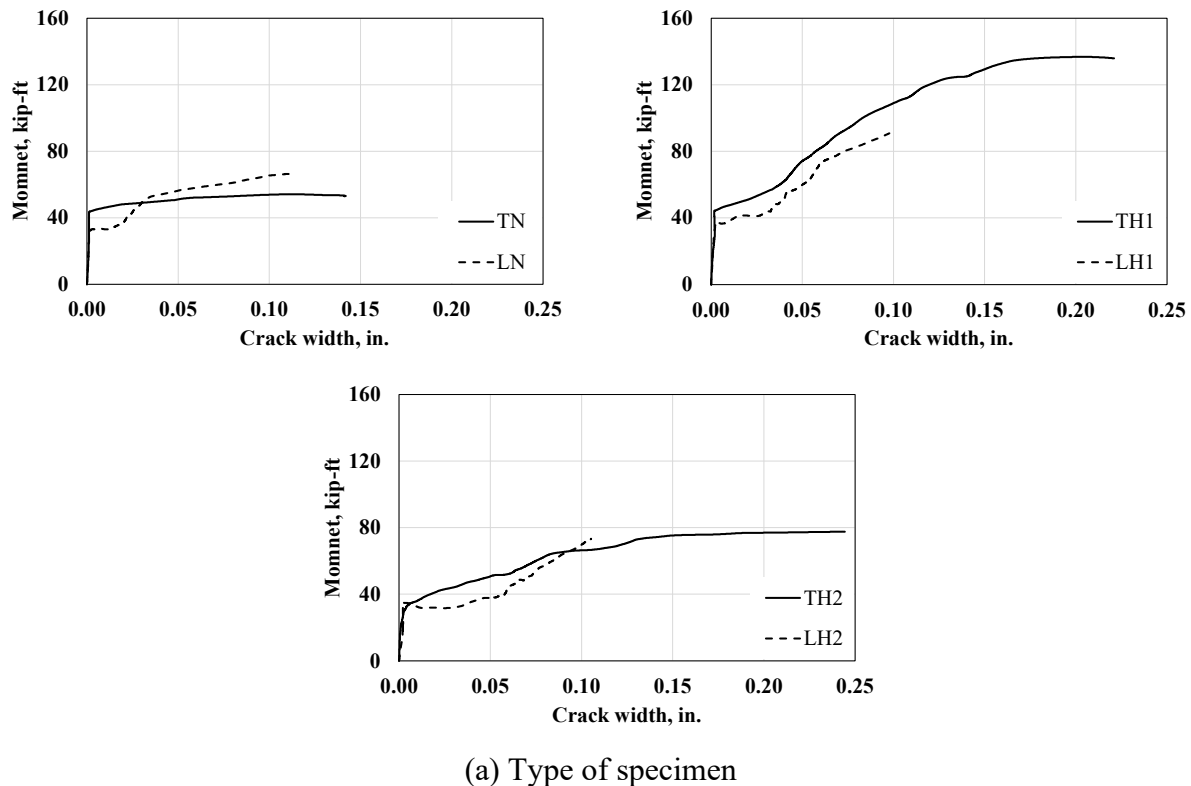 160
120
80
40
0
Momnet, kip-ft
TN
LN
0.00 0.05 0.10 0.15 0.20 0.25
Crack width, in.
160
120
80
40
0
Momnet, kip-ft
TH1
LH1
0.00 0.05 0.10 0.15 0.20 0.25
Crack width, in.
160
120
80
40
0
Momnet, kip-ft
TH2
LH2
0.00 0.05 0.10 0.15 0.20 0.25
Crack width, in.
(a) Type of specimen